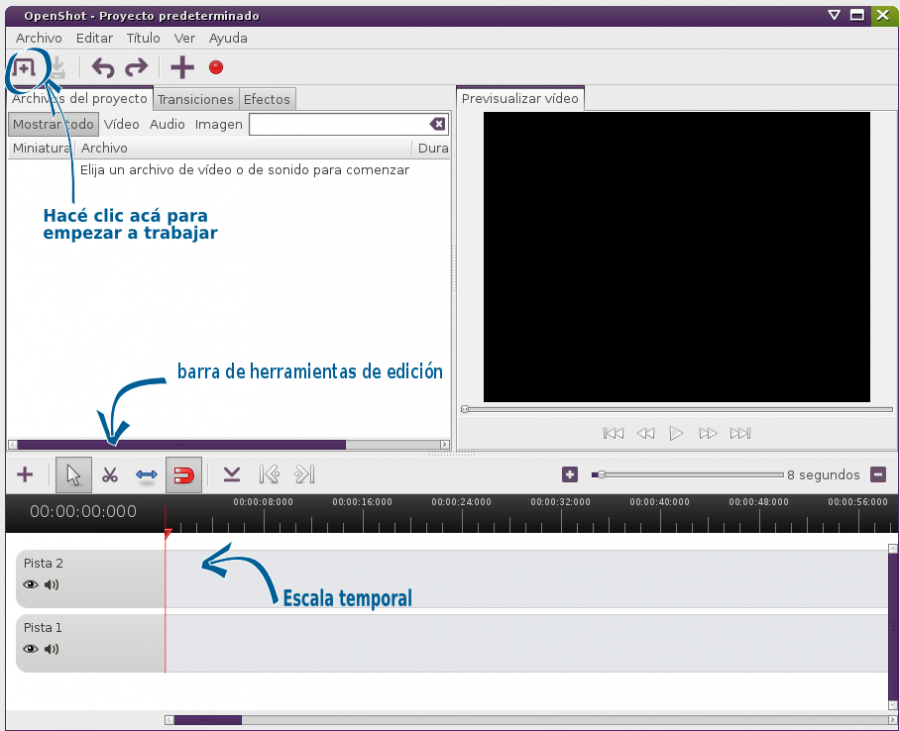 OpenShot - Proyecto predeterminado
Archivo Editar Título Ver Ayuda
Archivos del proyecto Transiciones Efectos
Previsualizar vídeo
Mostrar todo Vídeo Audio Imagen
Miniatura Archivo Dura
Elija un archivo de vídeo o de sonido para comenzar
Hacé clic acá para
empezar a trabajar
barra de herramientas de edición
8 segundos
00:00:00:000
00:00:08:000 00:00:16:000 00:00:24:000 00:00:32:000 00:00:40:000 00:00:48:000 00:00:56:000
Pista 2
Escala temporal
Pista 1